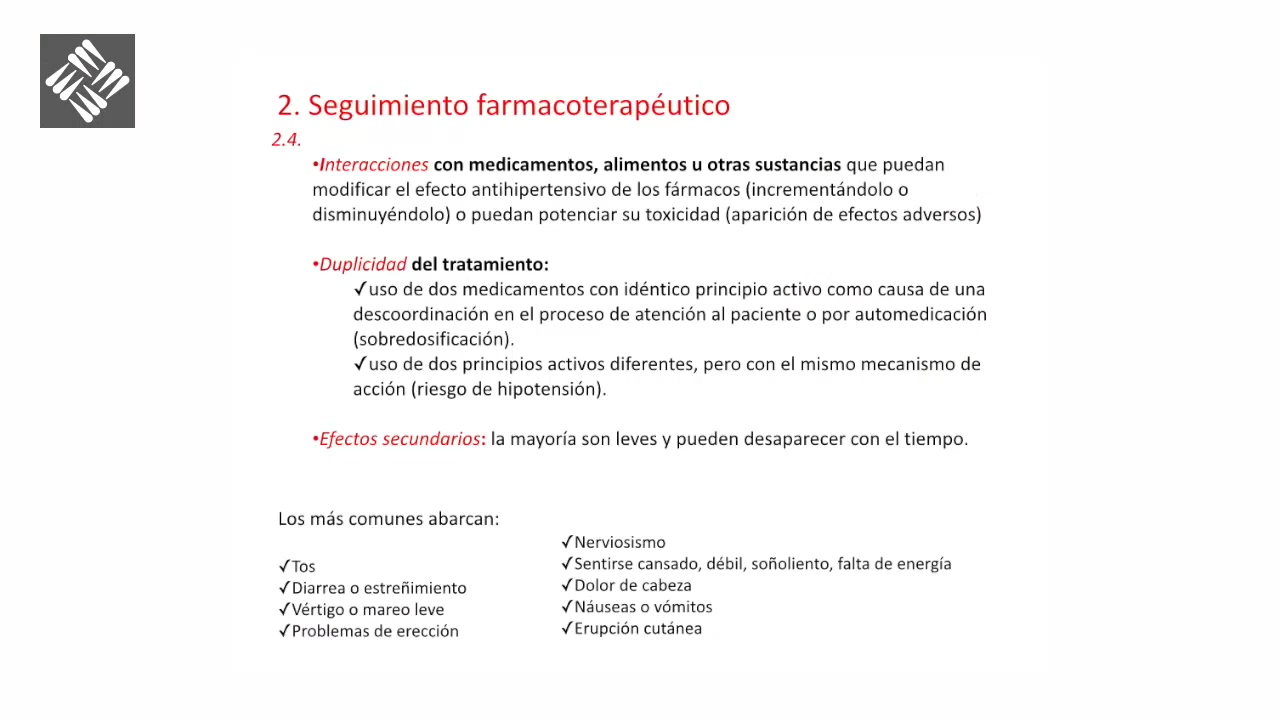 2. Seguimiento farmacoterapéutico
2.4.
•Interacciones con medicamentos, alimentos u otras sustancias que puedan
modificar el efecto antihipertensivo de los fármacos (incrementándolo o
disminuyéndolo) o puedan potenciar su toxicidad (aparición de efectos adversos)
•Duplicidad del tratamiento:
✓uso de dos medicamentos con idéntico principio activo como causa de una
descoordinación en el proceso de atención al paciente o por automedicación
(sobredosificación).
✓uso de dos principios activos diferentes, pero con el mismo mecanismo de
acción (riesgo de hipotensión).
•Efectos secundarios: la mayoría son leves y pueden desaparecer con el tiempo.
Los más comunes abarcan:
✓Tos
✓Diarrea o estreñimiento
✓Vértigo o mareo leve
✓Problemas de erección
✓Nerviosismo
✓Sentirse cansado, débil, soñoliento, falta de energía
✓Dolor de cabeza
✓Náuseas o vómitos
✓Erupción cutánea